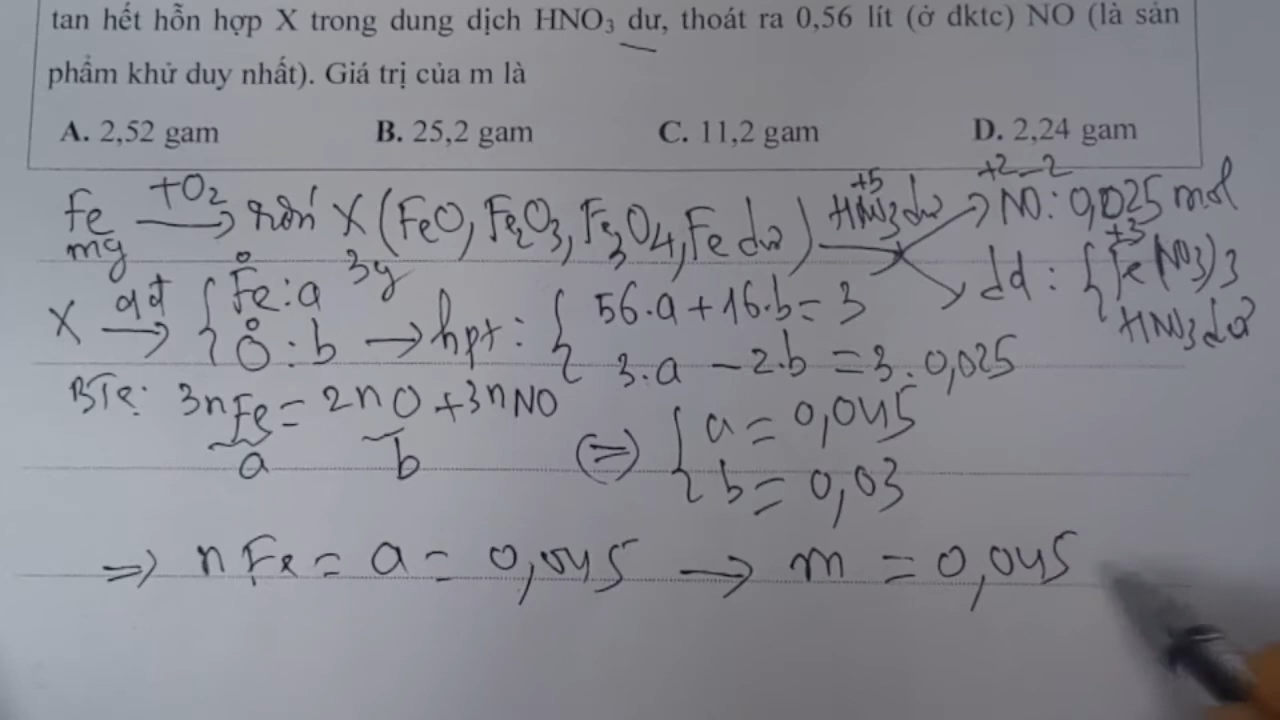 tan hết hỗn hợp X trong dung dịch HNO₃ dư, thoát ra 0,56 lít (ở đktc) NO (là sản
phẩm khử duy nhất). Giá trị của m là
A. 2,52 gam B. 25,2 gam C. 11,2 gam D. 2,24 gam
Fe +O₂ → rắn X (FeO, Fe₂O₃, Fe₃O₄, Fe dư) +5 HNO₃ dư → +2 -2 NO: 0,025 mol
mg 3g
dd: { +3 Fe(NO₃)₃
HNO₃ dư
X qđ → { Fe: a
O: b → hpt: { 56.a + 16.b = 3
3.a - 2.b = 3.0,025
BTe: 3nFe = 2nO + 3nNO
a b
(=) { a = 0,045
b = 0,03
=> nFe = a = 0,045 → m = 0,045